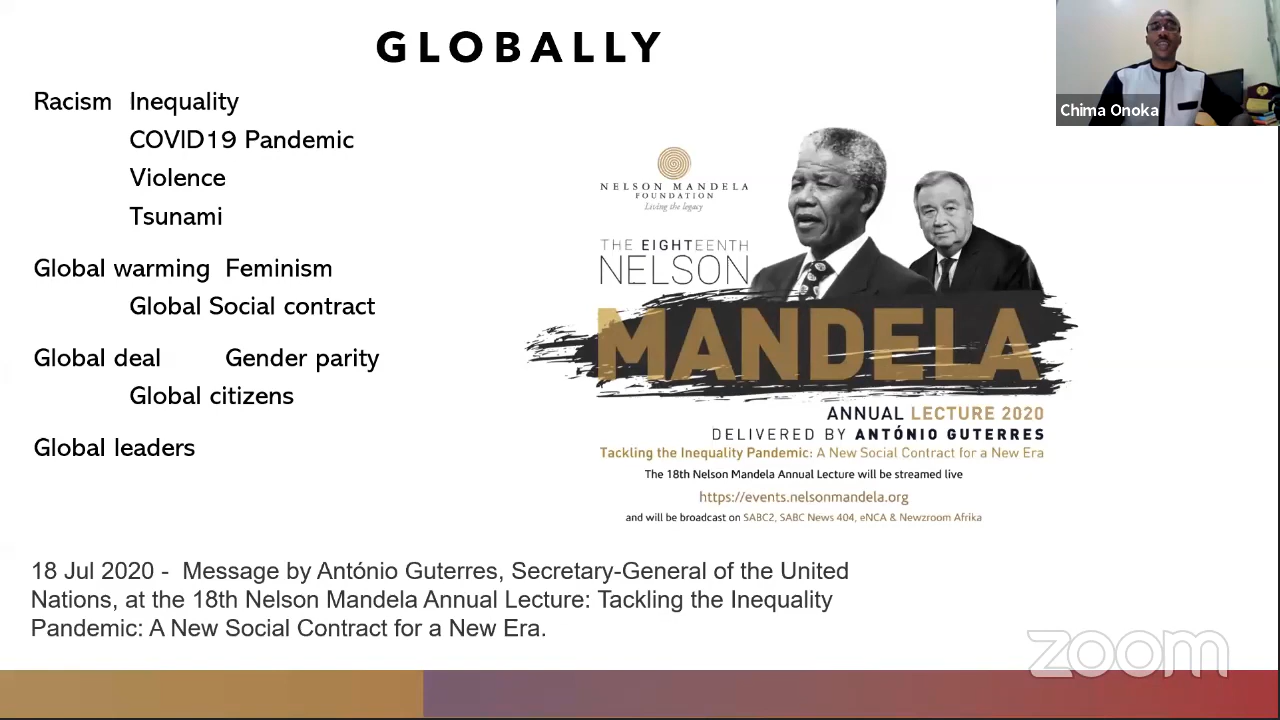 GLOBALLY
Chima Onoka
Racism Inequality
COVID19 Pandemic
Violence
Tsunami
Global warming Feminism
Global Social contract
Global deal Gender parity
Global citizens
Global leaders
NELSON MANDELA
FOUNDATION
Living the legacy
THE EIGHTEENTH
NELSON
MANDELA
ANNUAL LECTURE 2020
DELIVERED BY ANTÓNIO GUTERRES
Tackling the Inequality Pandemic: A New Social Contract for a New Era
The 18th Nelson Mandela Annual Lecture will be streamed live
https://events.nelsonmandela.org
and will be broadcast on SABC2, SABC News 404, eNCA & Newzroom Afrika
18 Jul 2020 - Message by António Guterres, Secretary-General of the United
Nations, at the 18th Nelson Mandela Annual Lecture: Tackling the Inequality
Pandemic: A New Social Contract for a New Era.
zoom